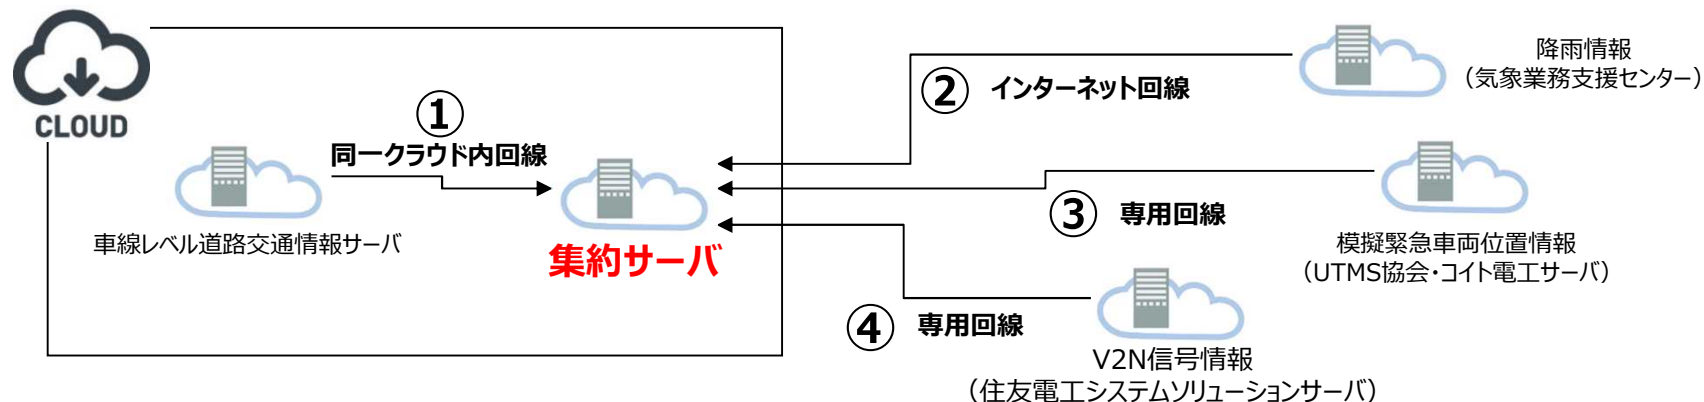 CLOUD
①
同一クラウド内回線
車線レベル道路交通情報サーバ
集約サーバ
② インターネット回線
降雨情報
（気象業務支援センター）
③ 専用回線
模擬緊急車両位置情報
（UTMS協会・コイト電工サーバ）
④ 専用回線
V2N信号情報
（住友電工システムソリューションサーバ）